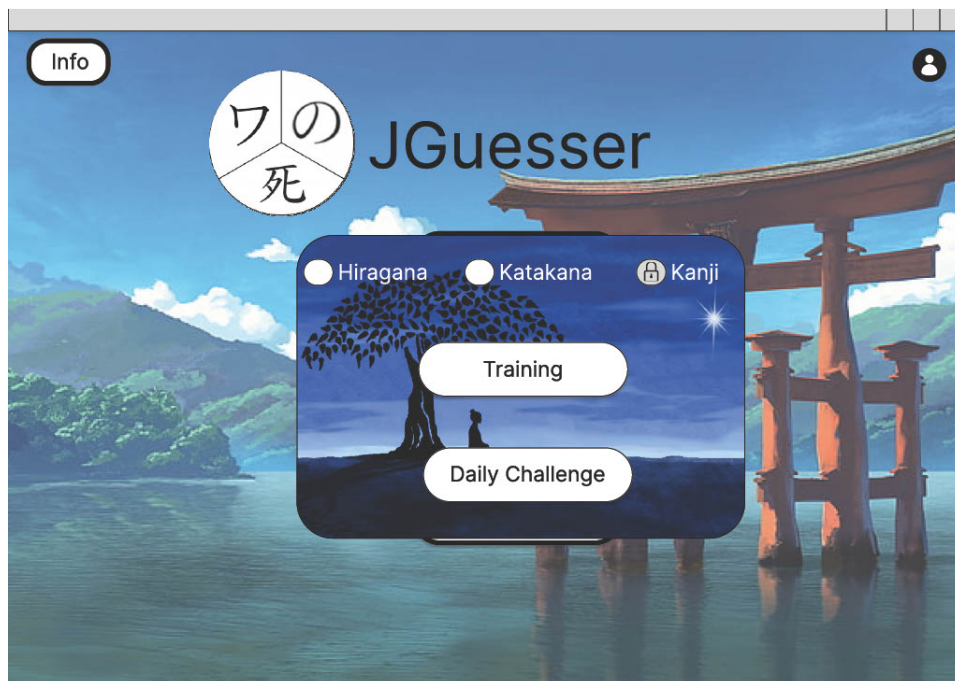 Info
ワ の
死
JGuesser
Hiragana Katakana Kanji
Training
Daily Challenge